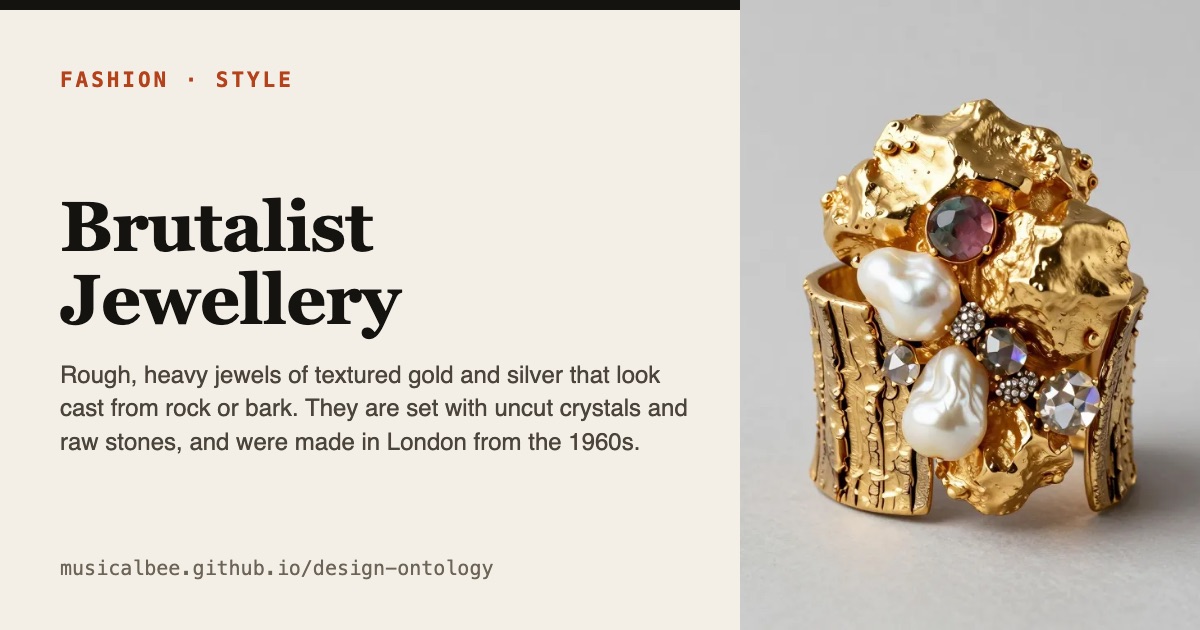 FASHION · STYLE
Brutalist
Jewellery
Rough, heavy jewels of textured gold and silver that look
cast from rock or bark. They are set with uncut crystals and
raw stones, and were made in London from the 1960s.
musicalbee.github.io/design-ontology